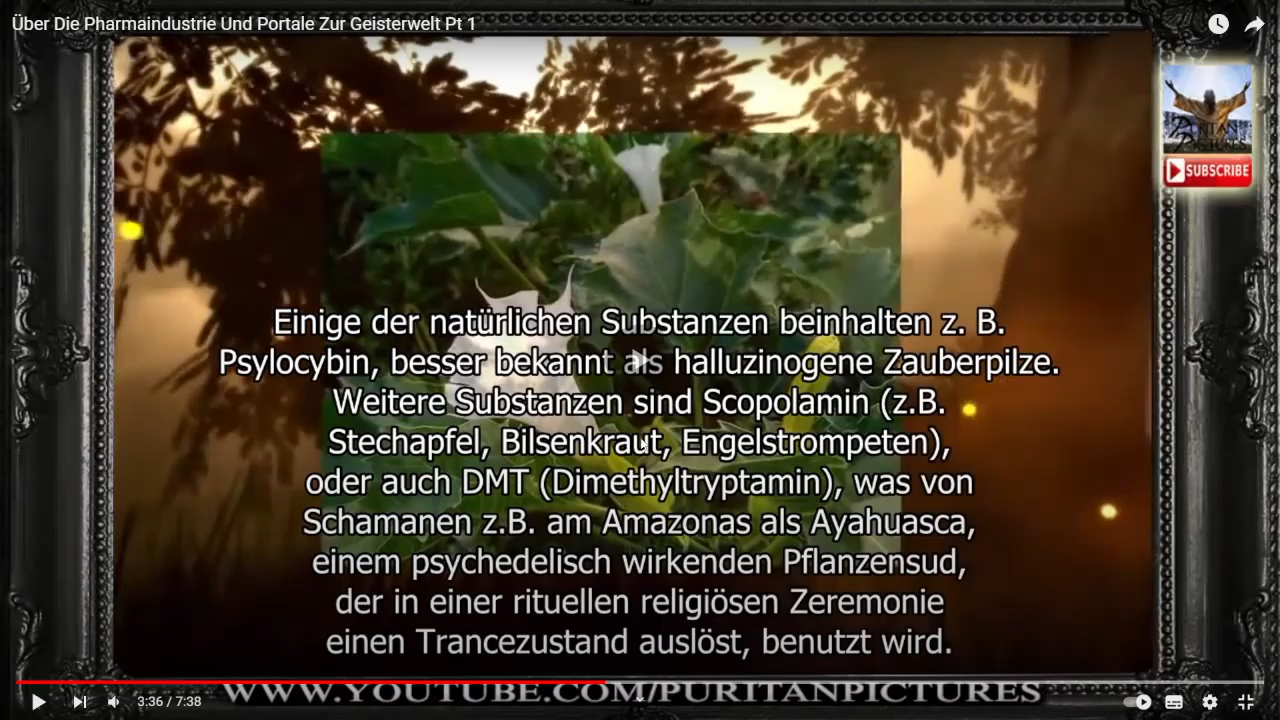 Über Die Pharmaindustrie Und Portale Zur Geisterwelt Pt 1
PURITAN
PICTURES
SUBSCRIBE
Einige der natürlichen Substanzen beinhalten z. B.
Psylocybin, besser bekannt als halluzinogene Zauberpilze.
Weitere Substanzen sind Scopolamin (z.B.
Stechapfel, Bilsenkraut, Engelstrompeten),
oder auch DMT (Dimethyltryptamin), was von
Schamanen z.B. am Amazonas als Ayahuasca,
einem psychedelisch wirkenden Pflanzensud,
der in einer rituellen religiösen Zeremonie
einen Trancezustand auslöst, benutzt wird.
WWW.YOUTUBE.COM/PURITANPICTURES
3:36 / 7:38